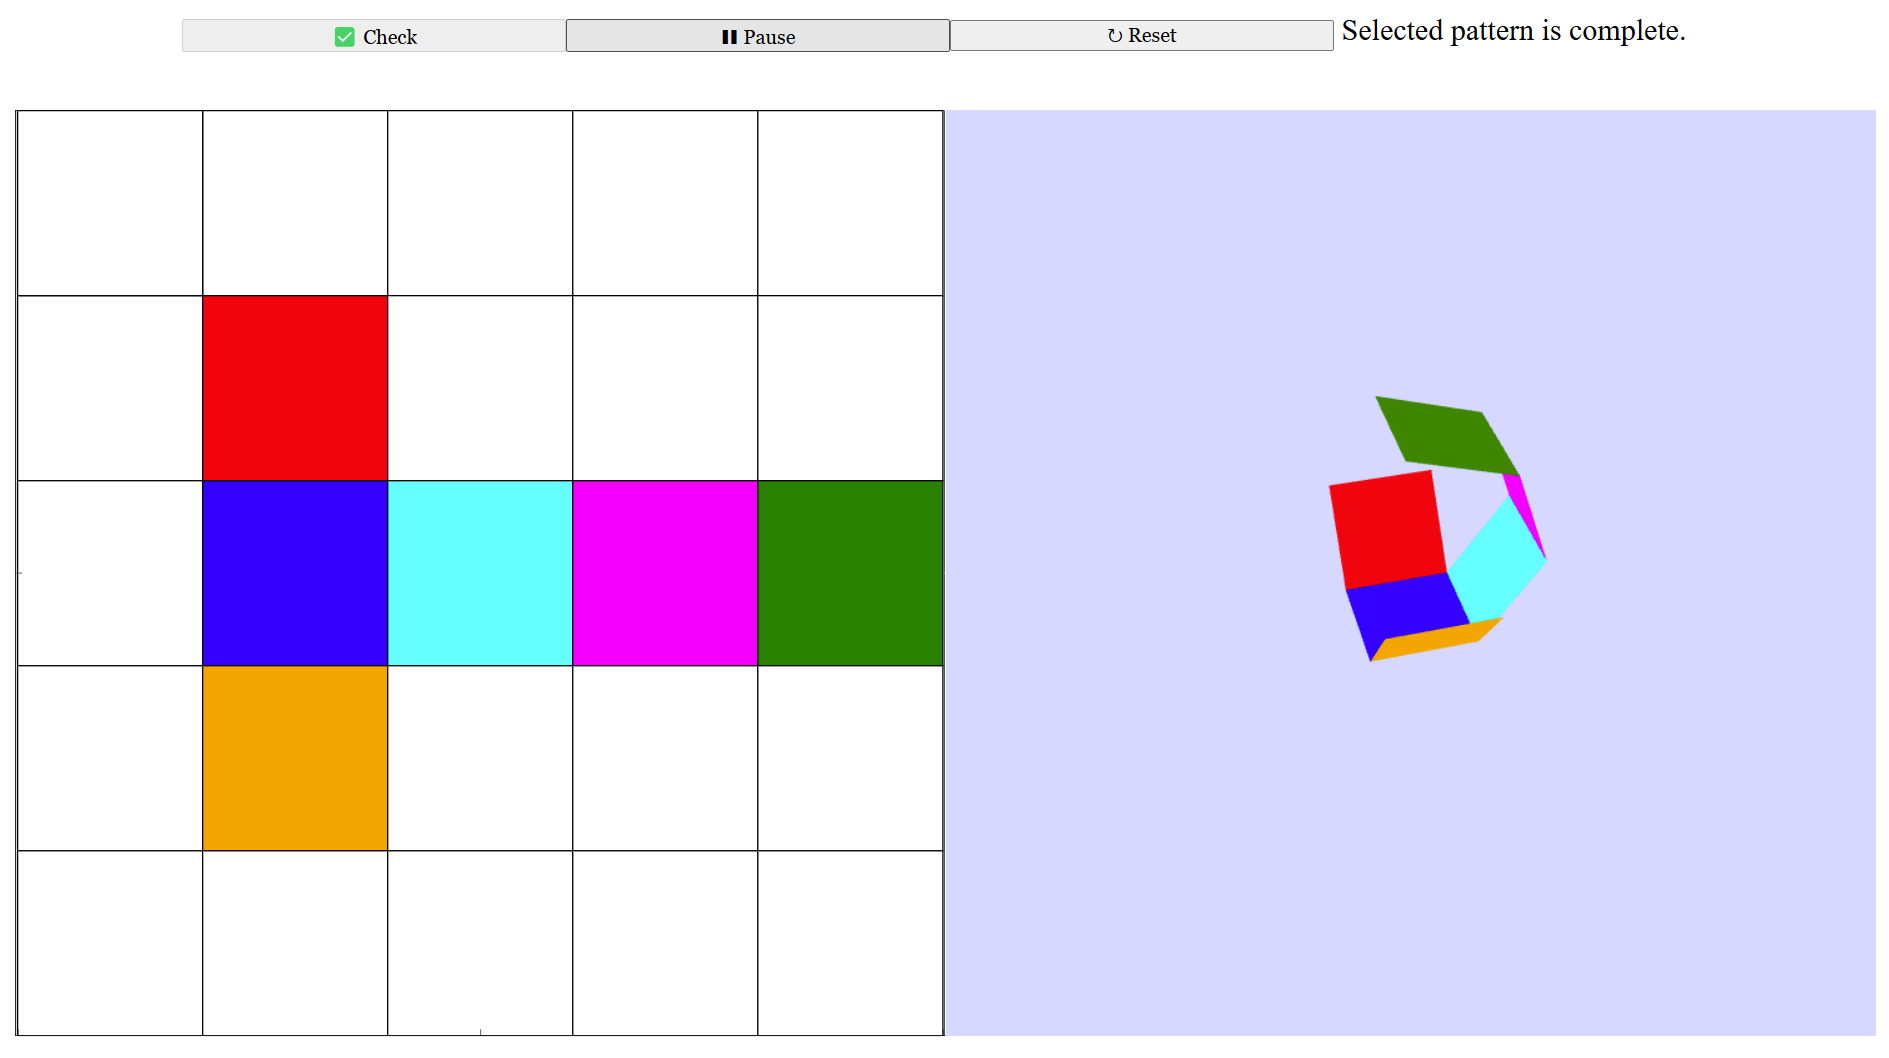 ✅ Check ⏸ Pause ↻ Reset Selected pattern is complete.